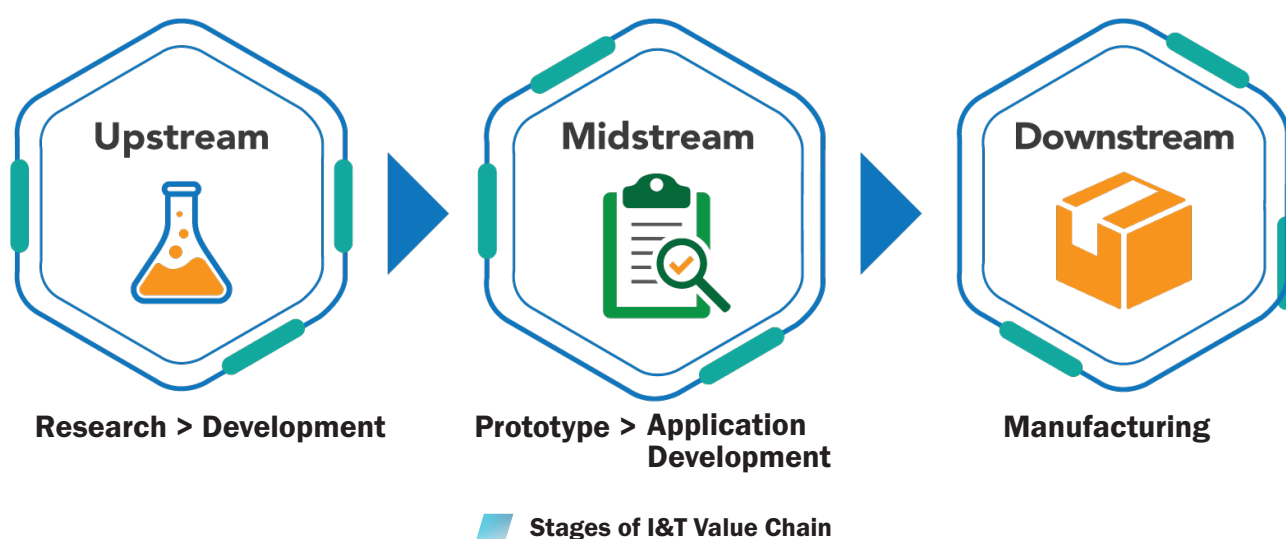 Upstream
Midstream
Downstream
Research > Development
Prototype > Application
Development
Manufacturing
Stages of I&T Value Chain